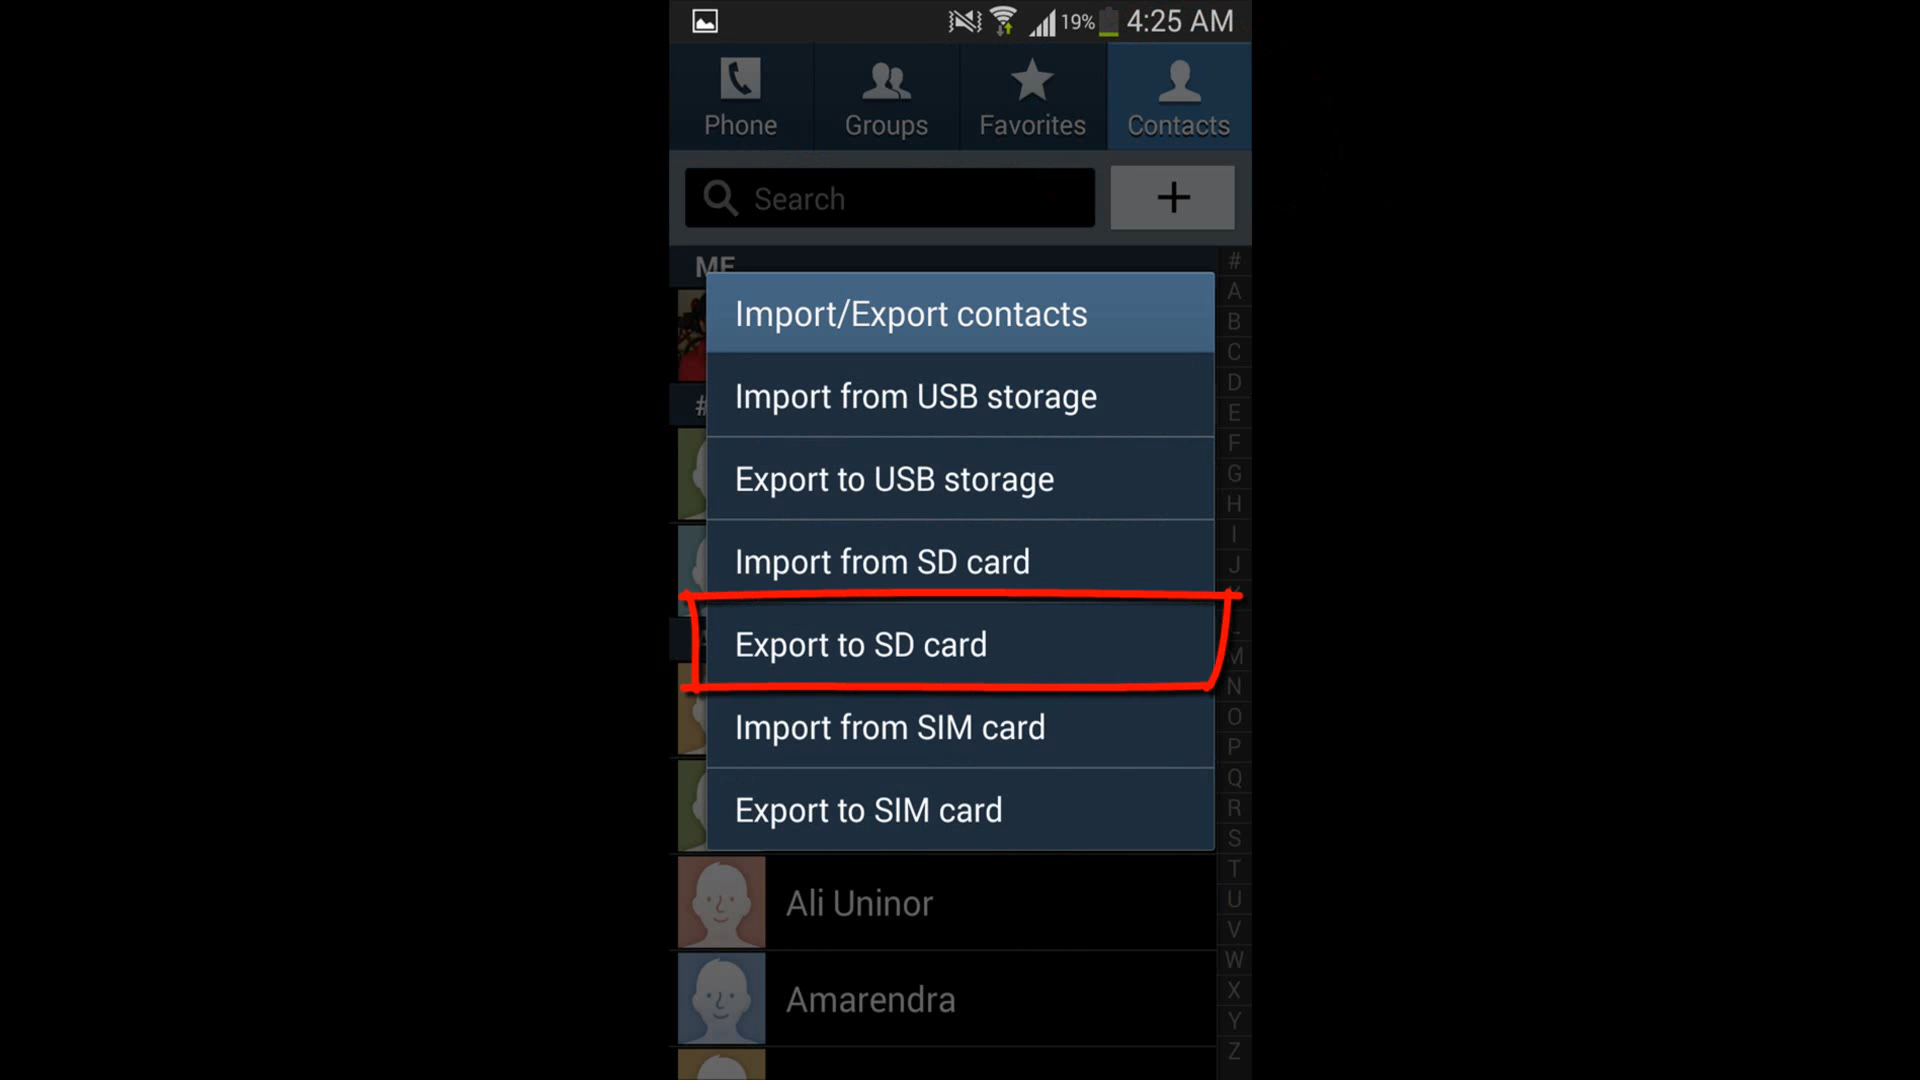 19% 4:25 AM
Phone Groups Favorites Contacts
Search +
ME
Import/Export contacts
Import from USB storage
Export to USB storage
Import from SD card
Export to SD card
Import from SIM card
Export to SIM card
Ali Uninor
Amarendra
#
#
A
B
C
D
E
F
G
H
I
J
M
N
O
P
Q
R
S
T
U
V
W
X
Y
Z